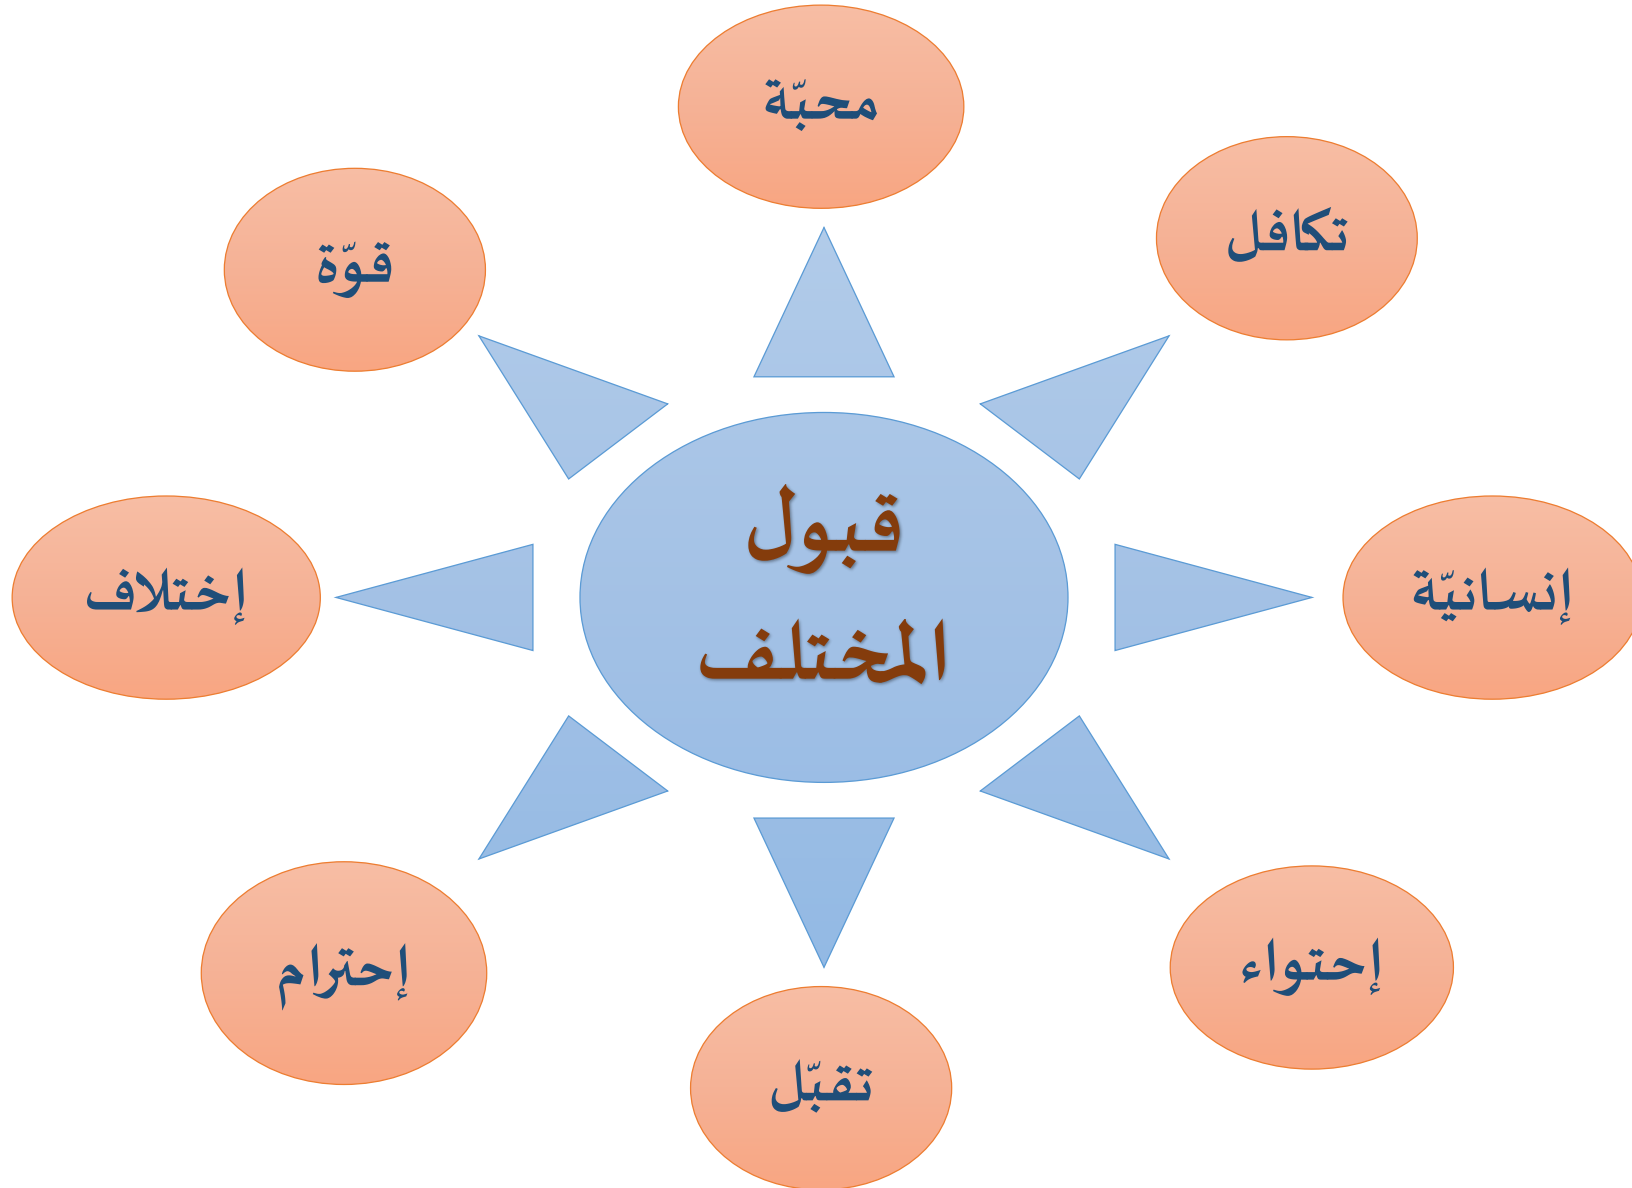 محبّة
تكافل
قوّة
قبول
المختلف
إنسانيّة
إختلاف
إحتواء
إحترام
تقبّل